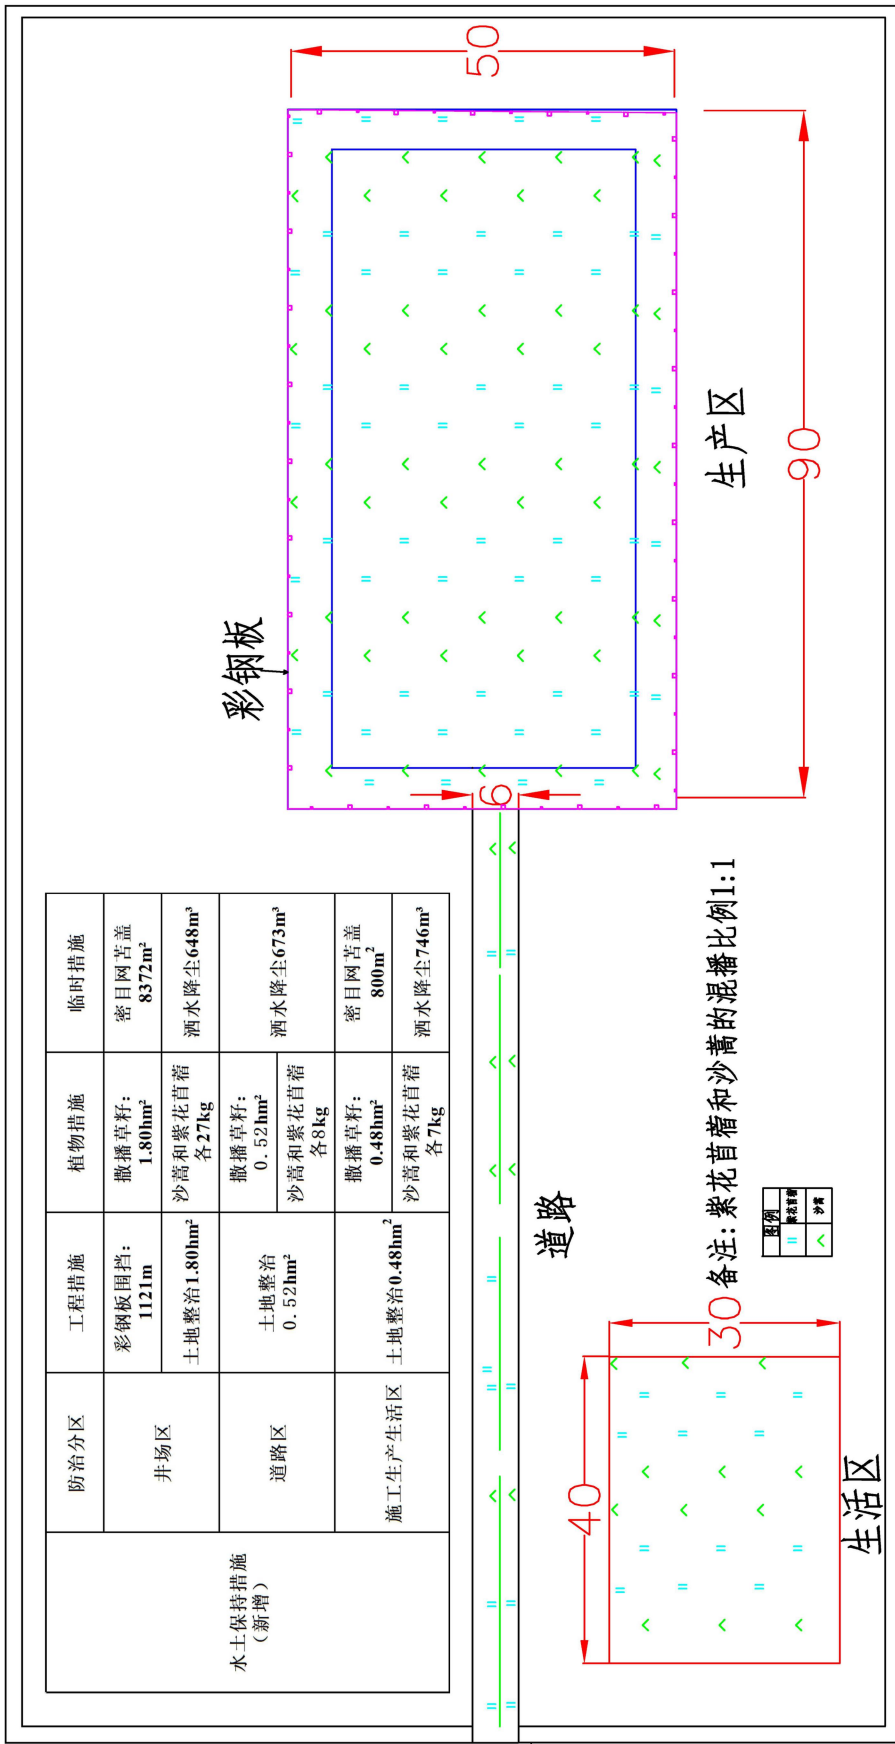 水土保持措施
（新增）
防治分区
工程措施
植物措施
临时措施
井场区
彩钢板围挡：
1121m
撒播草籽：
1.80hm²
密目网苫盖
8372m²
土地整治1.80hm²
沙蒿和紫花苜蓿
各27kg
洒水降尘648m³
道路区
土地整治
0.52hm²
撒播草籽：
0.52hm²
沙蒿和紫花苜蓿
各8kg
洒水降尘673m³
施工生产生活区
土地整治0.48hm²
撒播草籽：
0.48hm²
密目网苫盖
800m²
沙蒿和紫花苜蓿
各7kg
洒水降尘746m³
彩钢板
50
6
生产区
90
道路
40
30
生活区
备注：紫花苜蓿和沙蒿的混播比例1:1
图例
紫花苜蓿
沙蒿